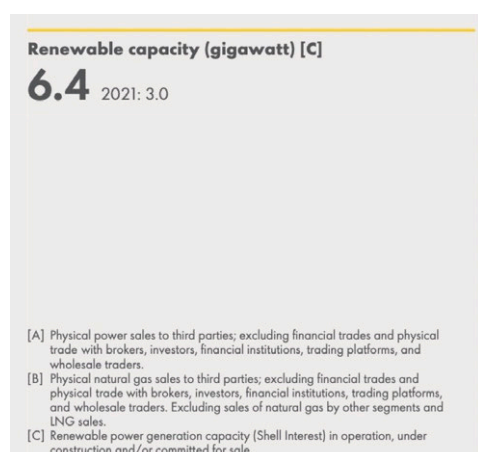 Renewable capacity (gigawatt) [C]
6.4 2021: 3.0
[A] Physical power sales to third parties; excluding financial trades and physical
trade with brokers, investors, financial institutions, trading platforms, and
wholesale traders.
[B] Physical natural gas sales to third parties; excluding financial trades and
physical trade with brokers, investors, financial institutions, trading platforms,
and wholesale traders. Excluding sales of natural gas by other segments and
LNG sales.
[C] Renewable power generation capacity (Shell Interest) in operation, under
construction and/or committed for sale.